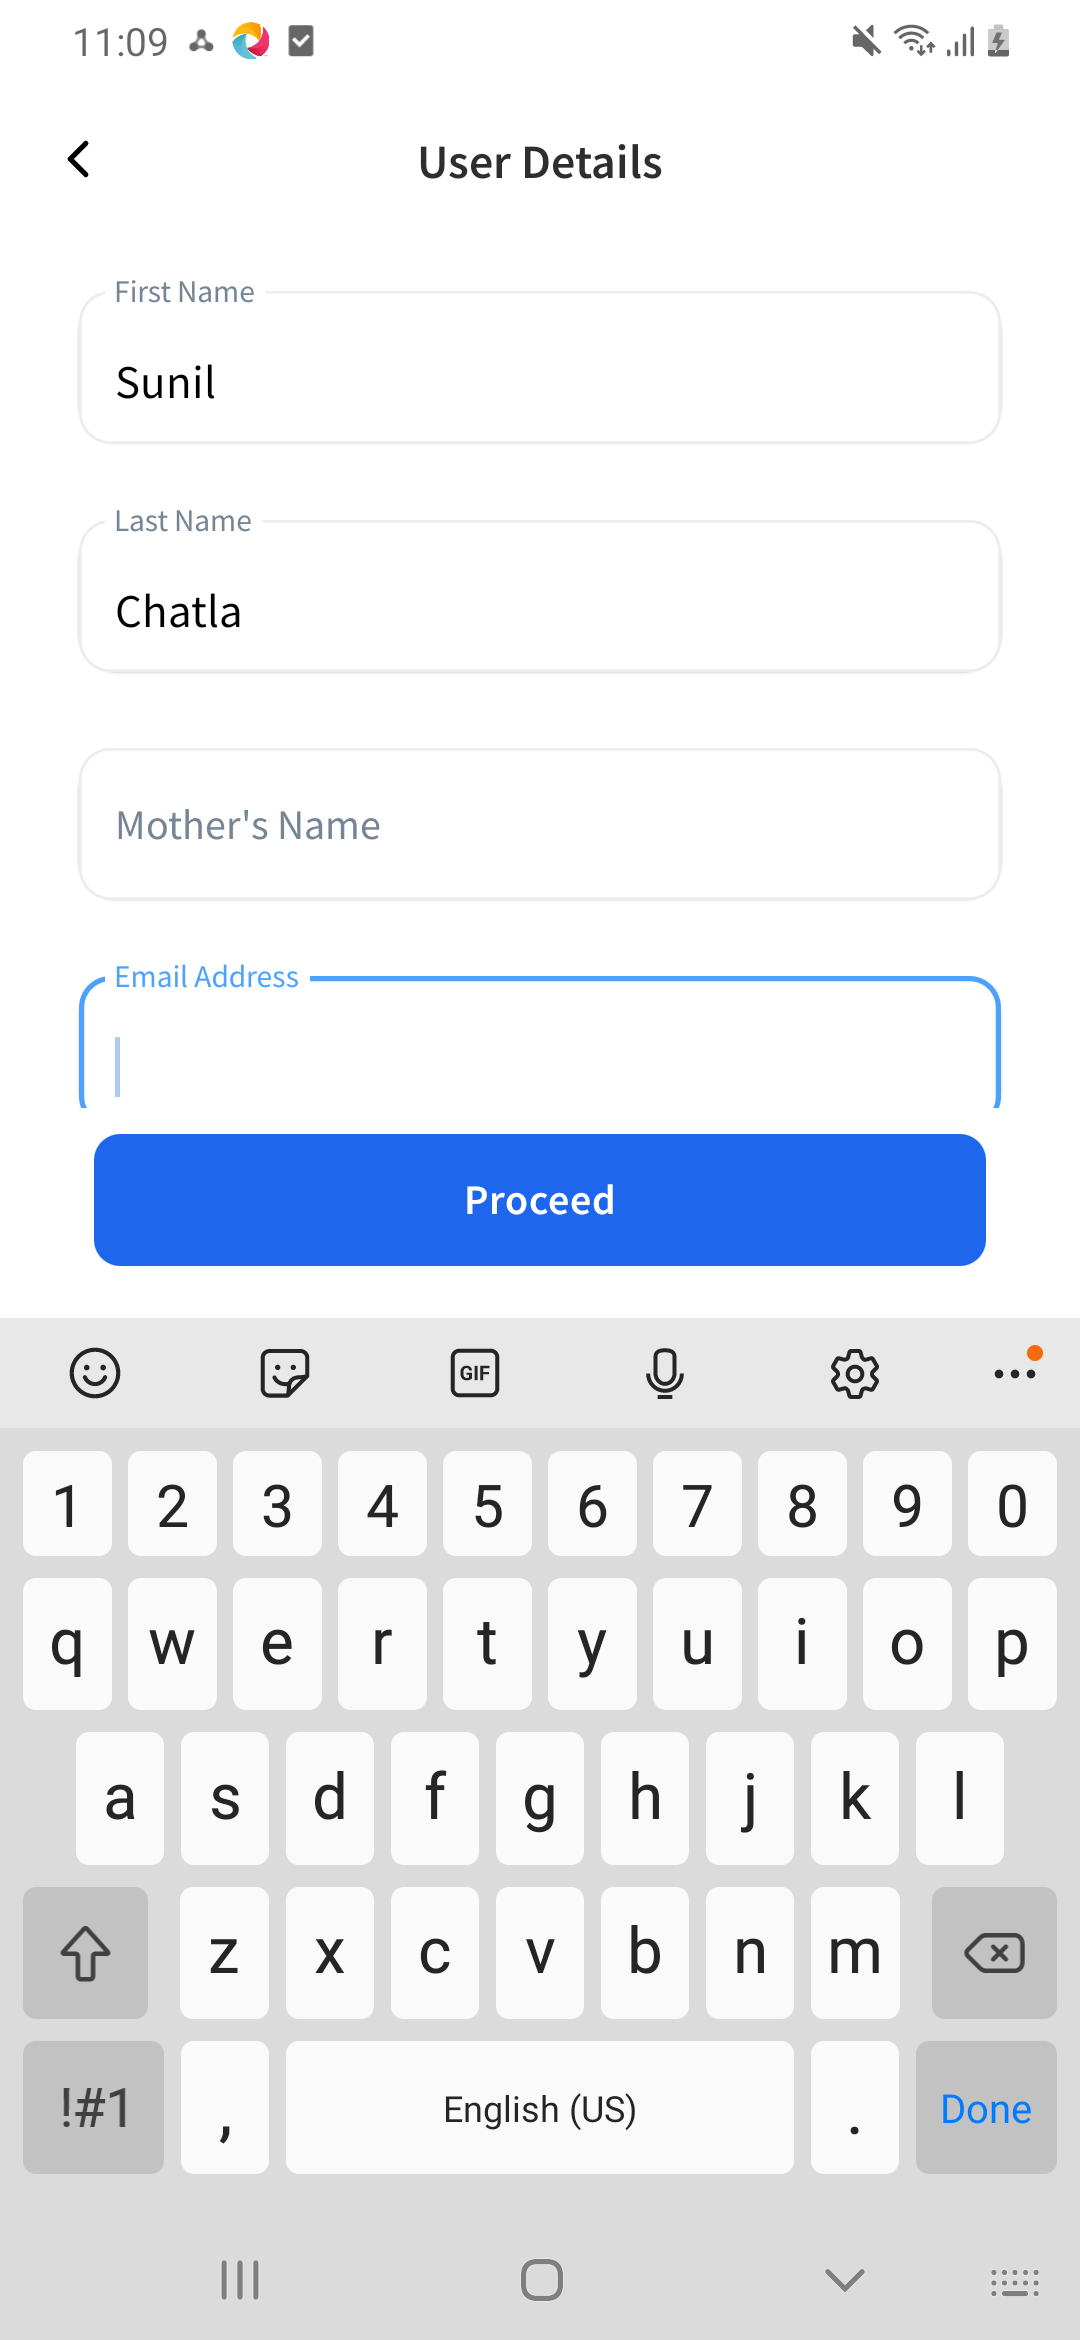 11:09
User Details
First Name
Sunil
Last Name
Chatla
Mother's Name
Email Address
Proceed
GIF
1 2 3 4 5 6 7 8 9 0
q w e r t y u i o p
a s d f g h j k l
z x c v b n m
!#1 , English (US) . Done